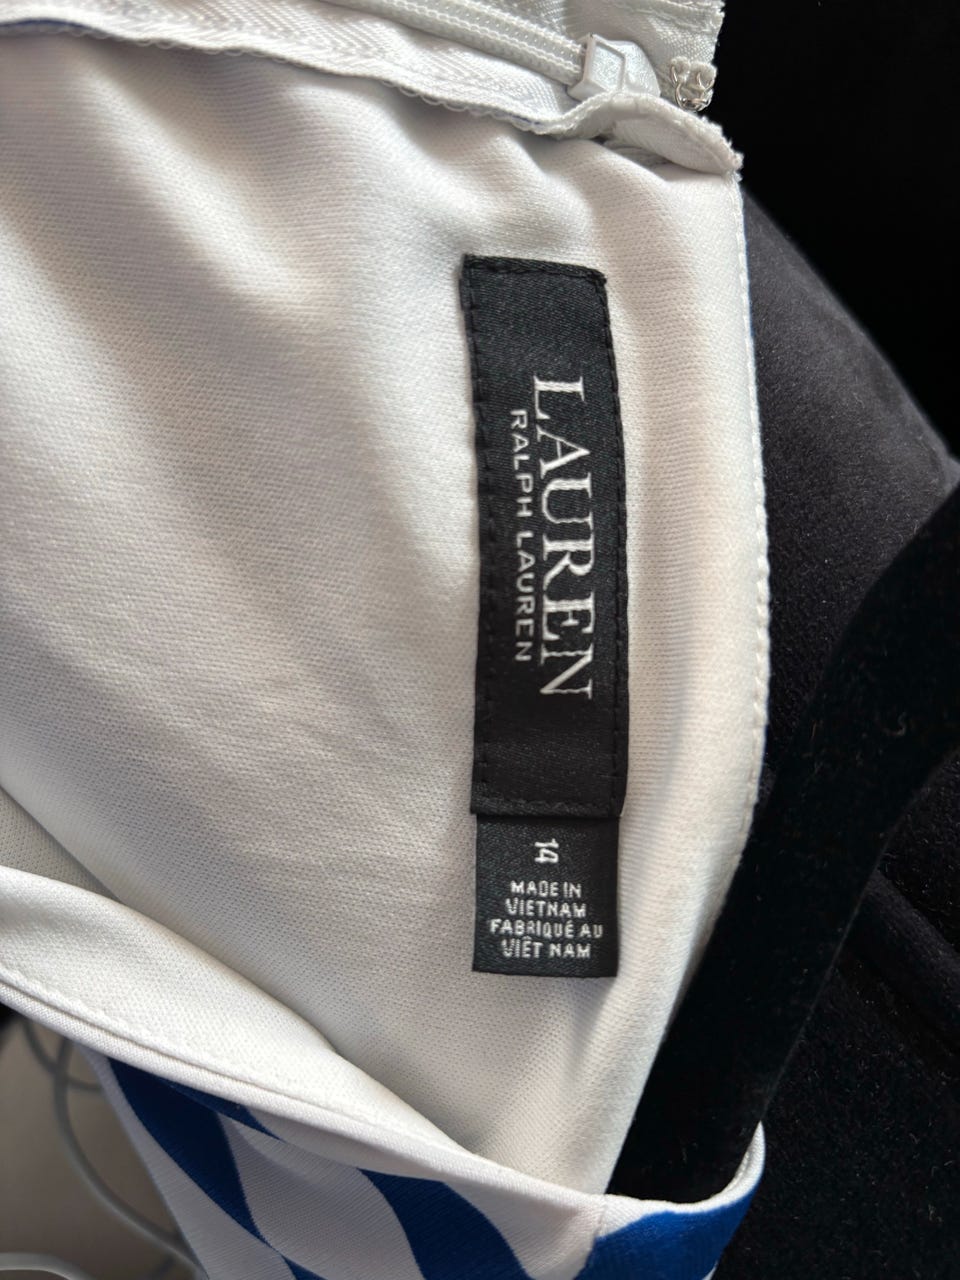 LAUREN
RALPH LAUREN
14
MADE IN
VIETNAM
FABRIQUÉ AU
VIÊT NAM